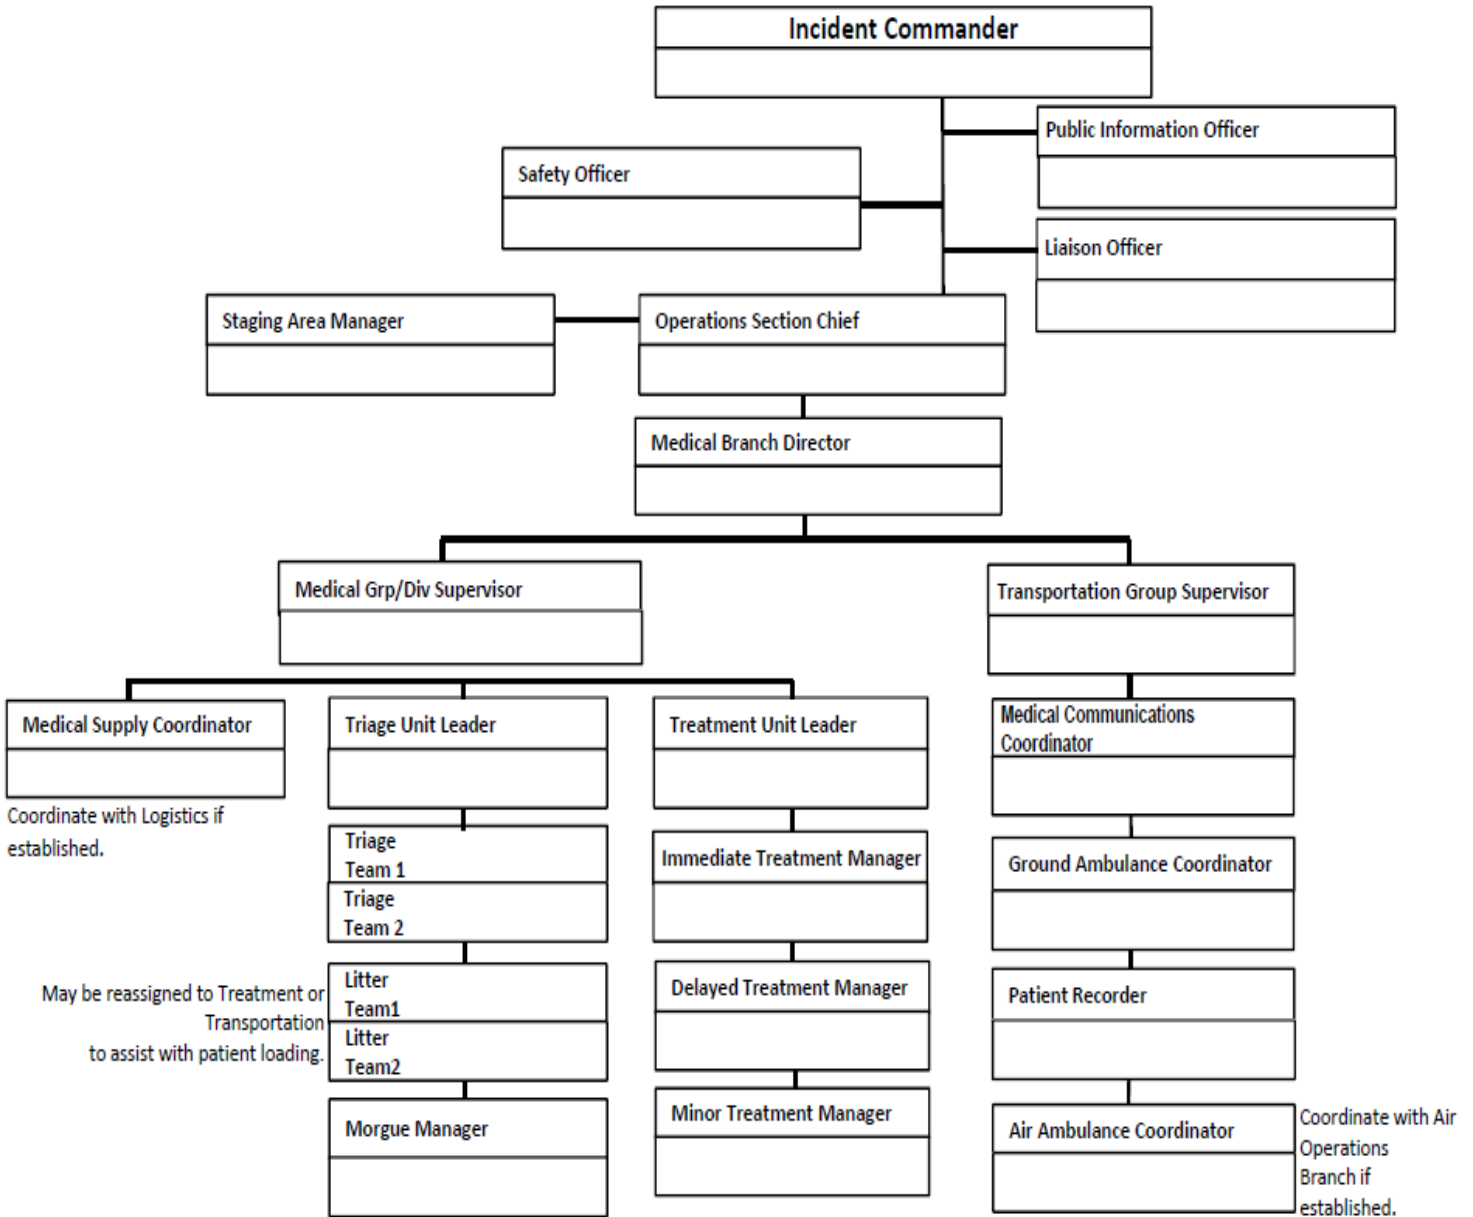 Incident Commander
Public Information Officer
Safety Officer
Liaison Officer
Staging Area Manager
Operations Section Chief
Medical Branch Director
Medical Grp/Div Supervisor
Transportation Group Supervisor
Medical Supply Coordinator
Coordinate with Logistics if
established.
Triage Unit Leader
Triage
Team 1
Triage
Team 2
May be reassigned to Treatment or
Transportation
to assist with patient loading.
Litter
Team1
Litter
Team2
Morgue Manager
Treatment Unit Leader
Immediate Treatment Manager
Delayed Treatment Manager
Minor Treatment Manager
Medical Communications
Coordinator
Ground Ambulance Coordinator
Patient Recorder
Air Ambulance Coordinator
Coordinate with Air
Operations
Branch if
established.